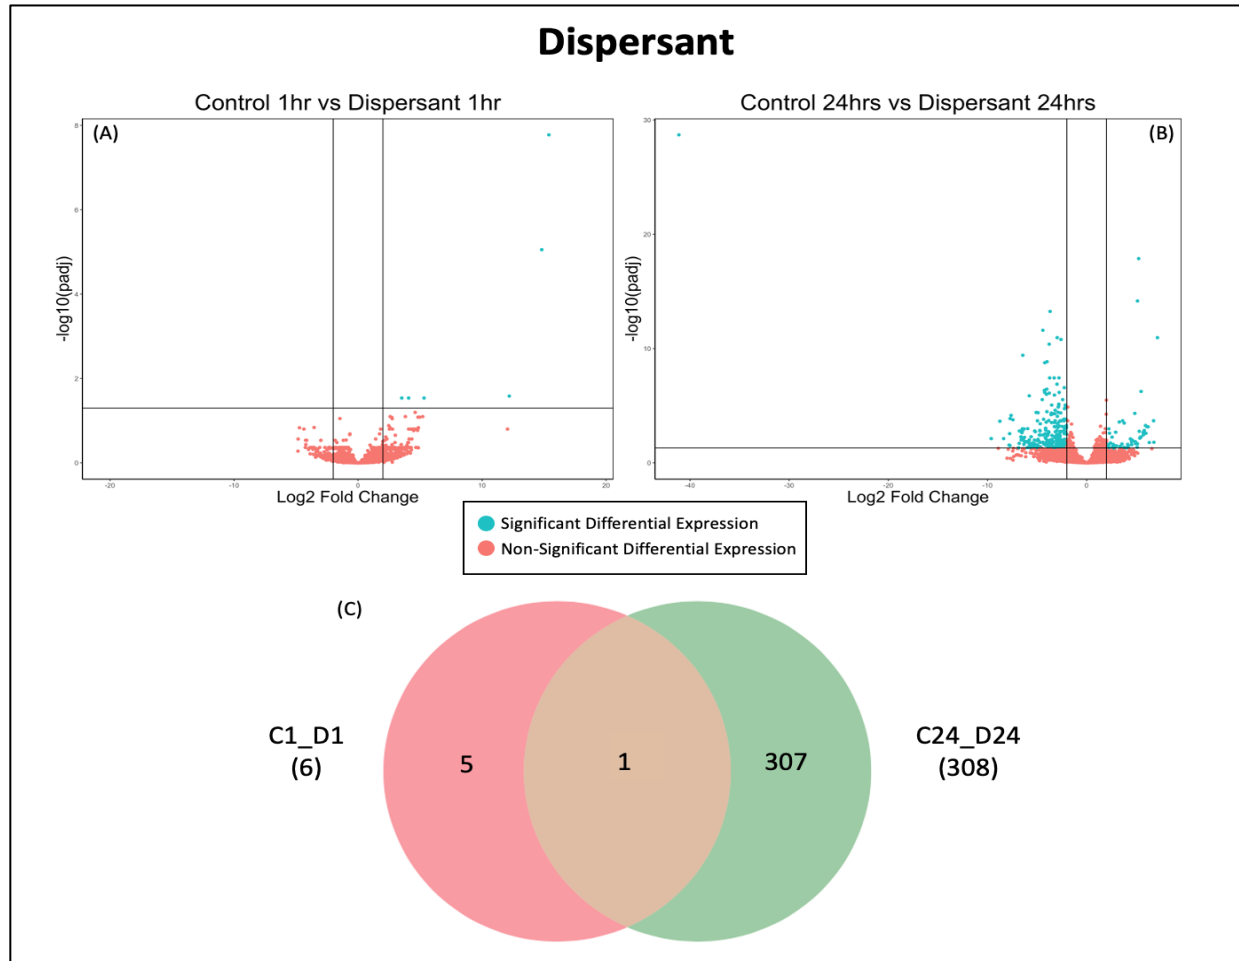 Dispersant
Control 1hr vs Dispersant 1hr
(A)
-log10(padj)
8
6
4
2
0
-20
-10
0
10
20
Log2 Fold Change
Control 24hrs vs Dispersant 24hrs
(B)
-log10(padj)
30
20
10
0
-40
-30
-20
-10
0
Log2 Fold Change
Significant Differential Expression
Non-Significant Differential Expression
(C)
C1_D1
(6)
5
1
307
C24_D24
(308)